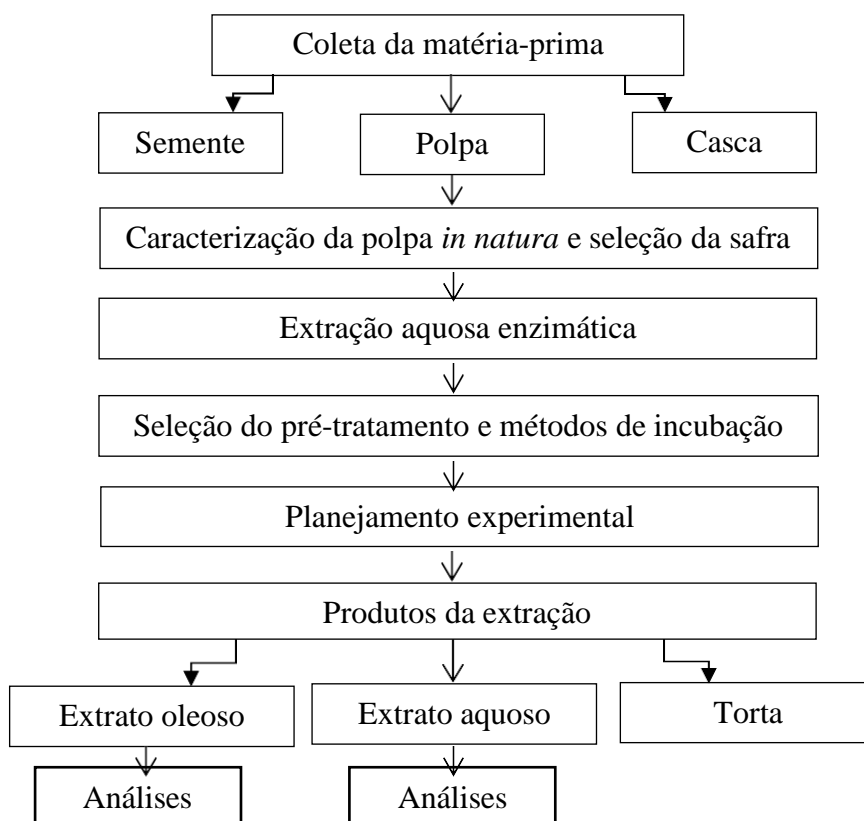 Coleta da matéria-prima
Semente
Polpa
Casca
Caracterização da polpa in natura e seleção da safra
Extração aquosa enzimática
Seleção do pré-tratamento e métodos de incubação
Planejamento experimental
Produtos da extração
Extrato oleoso
Extrato aquoso
Torta
Análises
Análises